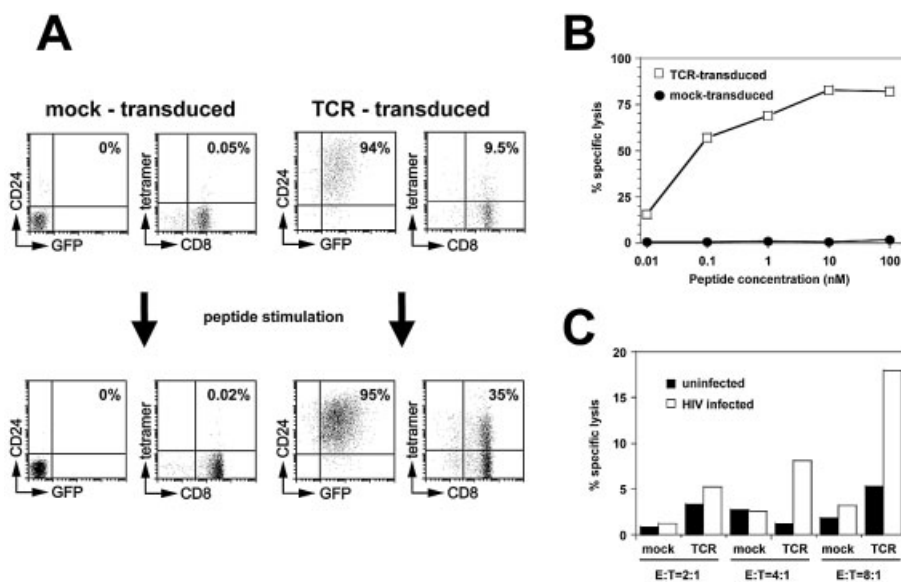 A
mock - transduced
TCR - transduced
0%
CD24
GFP
0.05%
tetramer
CD8
94%
CD24
GFP
9.5%
tetramer
CD8
peptide stimulation
0%
CD24
GFP
0.02%
tetramer
CD8
95%
CD24
GFP
35%
tetramer
CD8
B
100
75
50
25
0
% specific lysis
TCR-transduced
mock-transduced
0.01 0.1 1 10 100
Peptide concentration (nM)
C
20
15
10
5
0
% specific lysis
uninfected
HIV infected
mock TCR mock TCR mock TCR
E:T=2:1 E:T=4:1 E:T=8:1